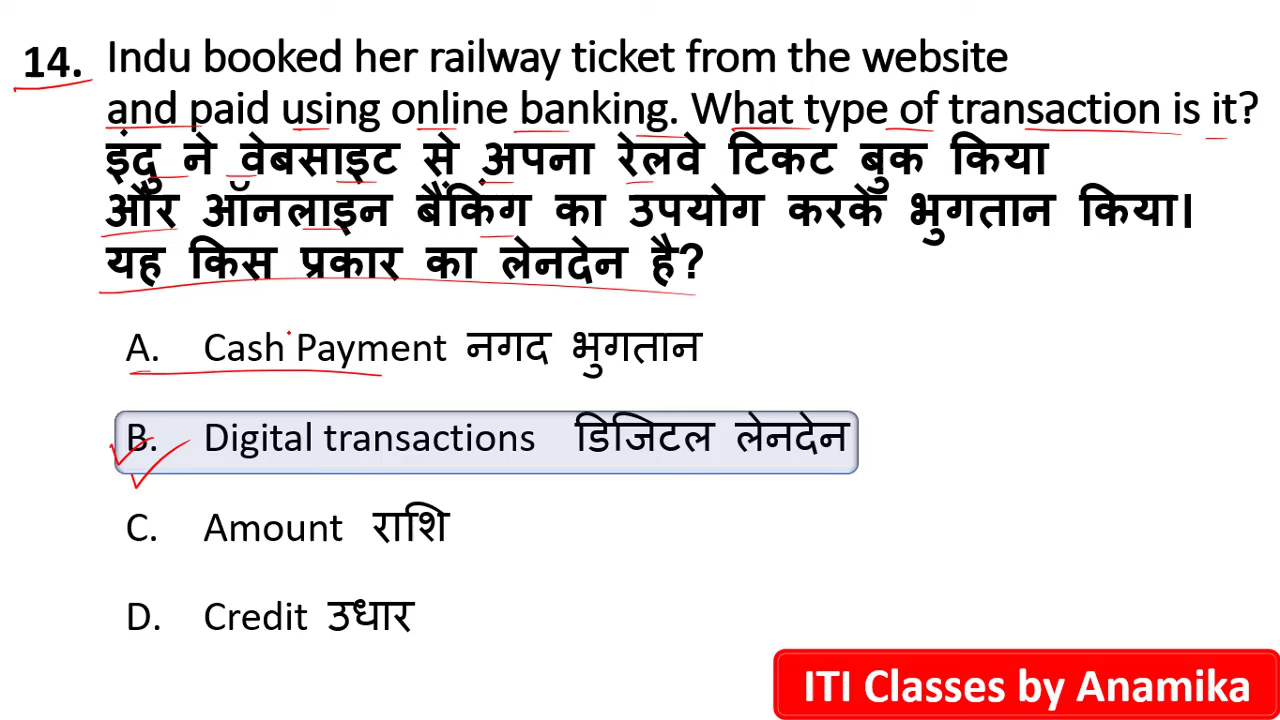 14. Indu booked her railway ticket from the website
and paid using online banking. What type of transaction is it?
इंदु ने वेबसाइट से अपना रेलवे टिकट बुक किया
और ऑनलाइन बैंकिंग का उपयोग करके भुगतान किया।
यह किस प्रकार का लेनदेन है?
A. Cash Payment नगद भुगतान
B. Digital transactions डिजिटल लेनदेन
C. Amount राशि
D. Credit उधार
ITI Classes by Anamika